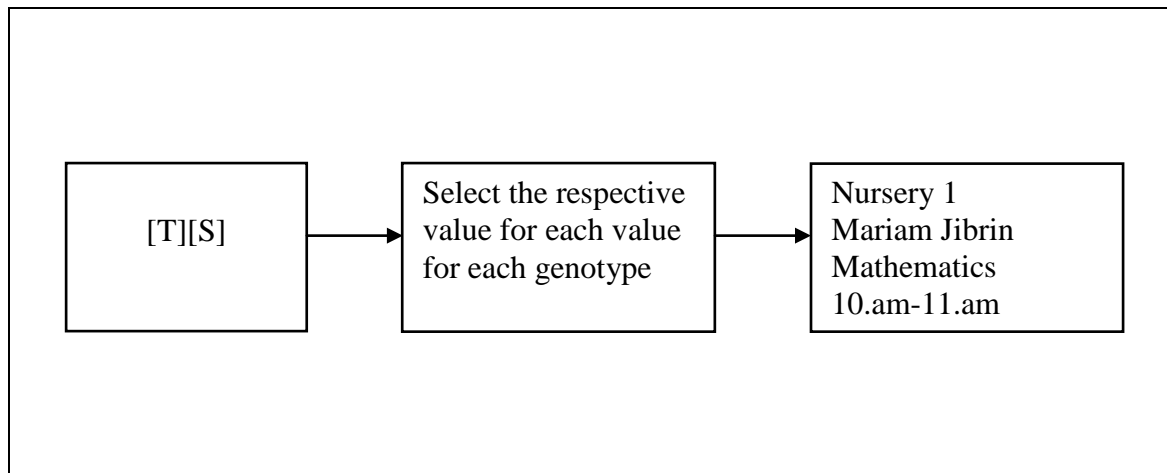 [T][S]
Select the respective
value for each value
for each genotype
Nursery 1
Mariam Jibrin
Mathematics
10.am-11.am